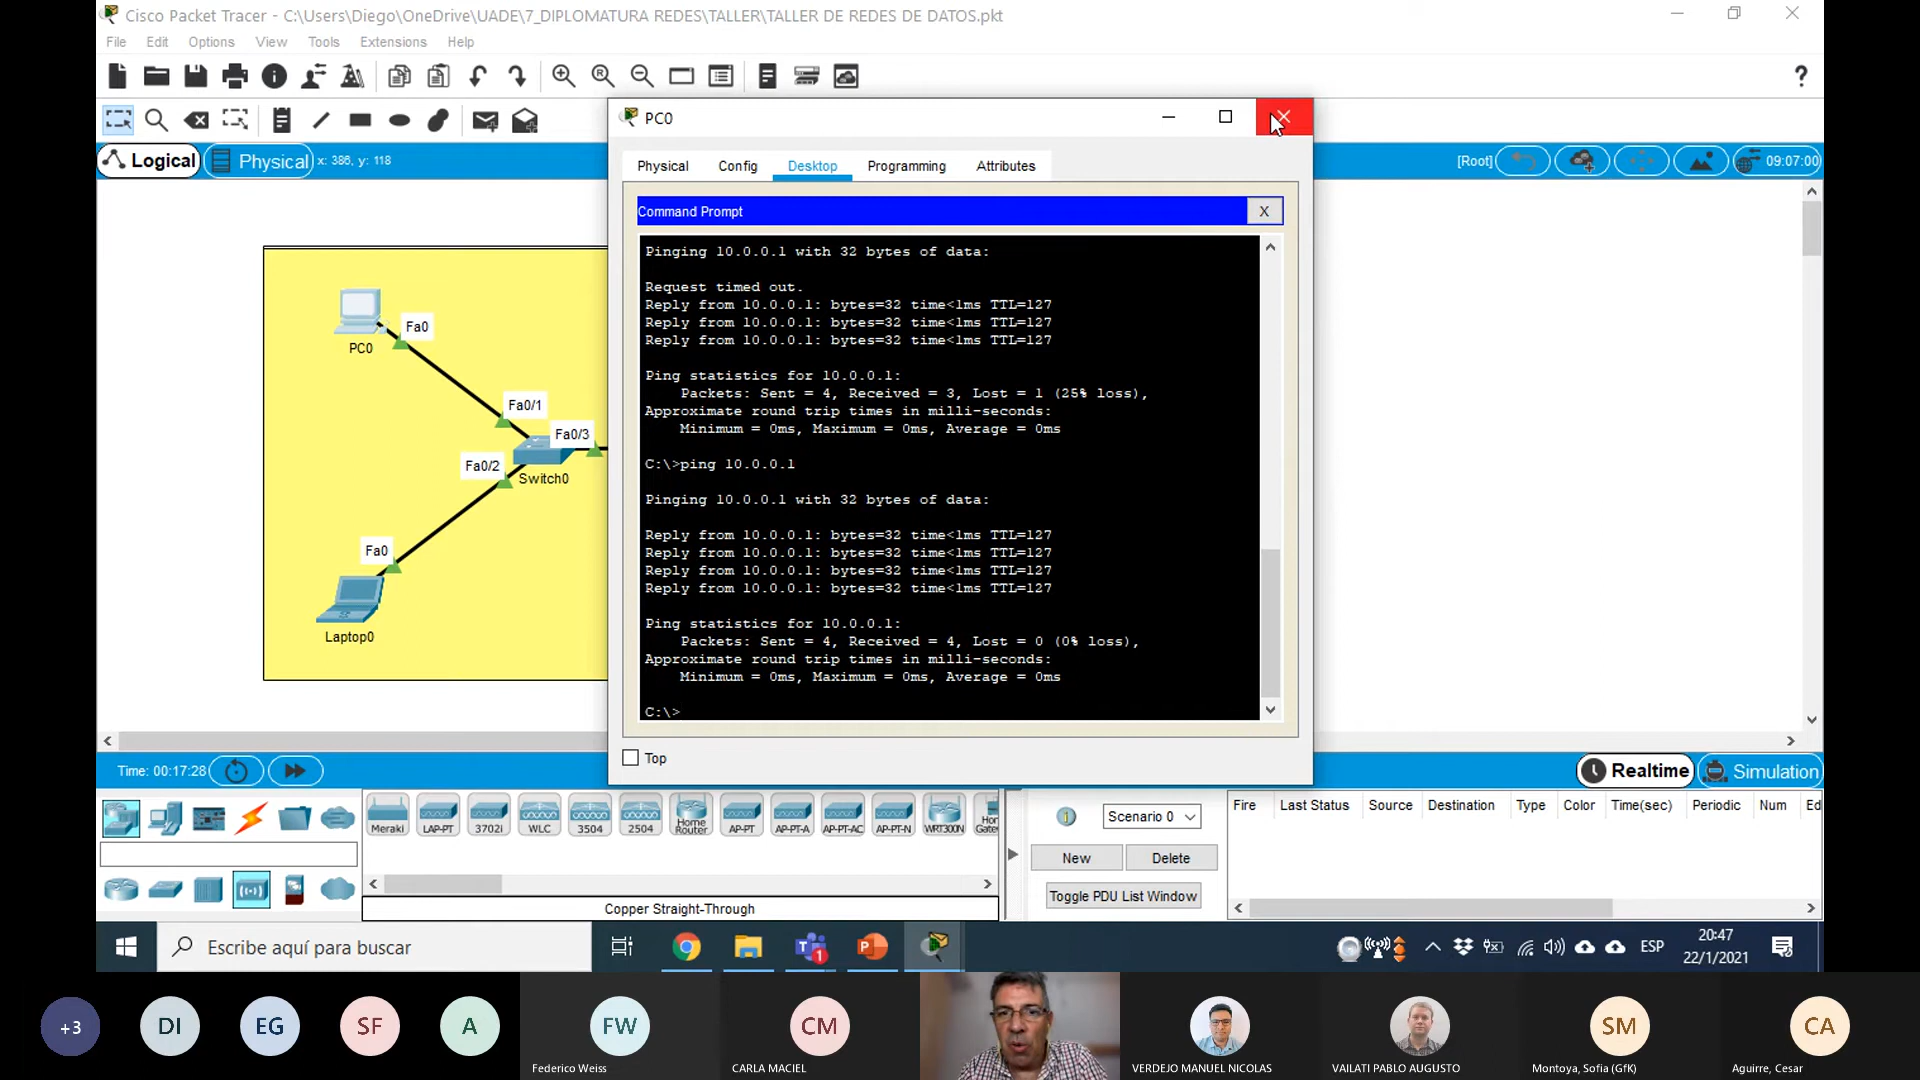 Cisco Packet Tracer - C:\Users\Diego\OneDrive\UADE\7_DIPLOMATURA REDES\TALLER\TALLER DE REDES DE DATOS.pkt
File Edit Options View Tools Extensions Help
?
PC0
Logical Physical x: 386, y: 118
[Root] 09:07:00
Physical Config Desktop Programming Attributes
Command Prompt X
Pinging 10.0.0.1 with 32 bytes of data:
Request timed out.
Reply from 10.0.0.1: bytes=32 time<1ms TTL=127
Reply from 10.0.0.1: bytes=32 time<1ms TTL=127
Reply from 10.0.0.1: bytes=32 time<1ms TTL=127
Ping statistics for 10.0.0.1:
Packets: Sent = 4, Received = 3, Lost = 1 (25% loss),
Approximate round trip times in milli-seconds:
Minimum = 0ms, Maximum = 0ms, Average = 0ms
C:\>ping 10.0.0.1
Pinging 10.0.0.1 with 32 bytes of data:
Reply from 10.0.0.1: bytes=32 time<1ms TTL=127
Reply from 10.0.0.1: bytes=32 time<1ms TTL=127
Reply from 10.0.0.1: bytes=32 time<1ms TTL=127
Reply from 10.0.0.1: bytes=32 time<1ms TTL=127
Ping statistics for 10.0.0.1:
Packets: Sent = 4, Received = 4, Lost = 0 (0% loss),
Approximate round trip times in milli-seconds:
Minimum = 0ms, Maximum = 0ms, Average = 0ms
C:\>
Top
Fa0
PC0
Fa0/1
Fa0/3
Fa0/2
Switch0
Fa0
Laptop0
Time: 00:17:28
Realtime Simulation
Meraki LAP-PT 3702i WLC 3504 2504 Home Router AP-PT AP-PT-A AP-PT-AC AP-PT-N WRT300N Hom Gate
Copper Straight-Through
Scenario 0
New Delete
Toggle PDU List Window
Fire Last Status Source Destination Type Color Time(sec) Periodic Num Ed
Escribe aquí para buscar
1
ESP
20:47
22/1/2021
+3 DI EG SF A FW CM SM CA
Federico Weiss CARLA MACIEL VERDEJO MANUEL NICOLAS VAILATI PABLO AUGUSTO Montoya, Sofia (GfK) Aguirre, Cesar